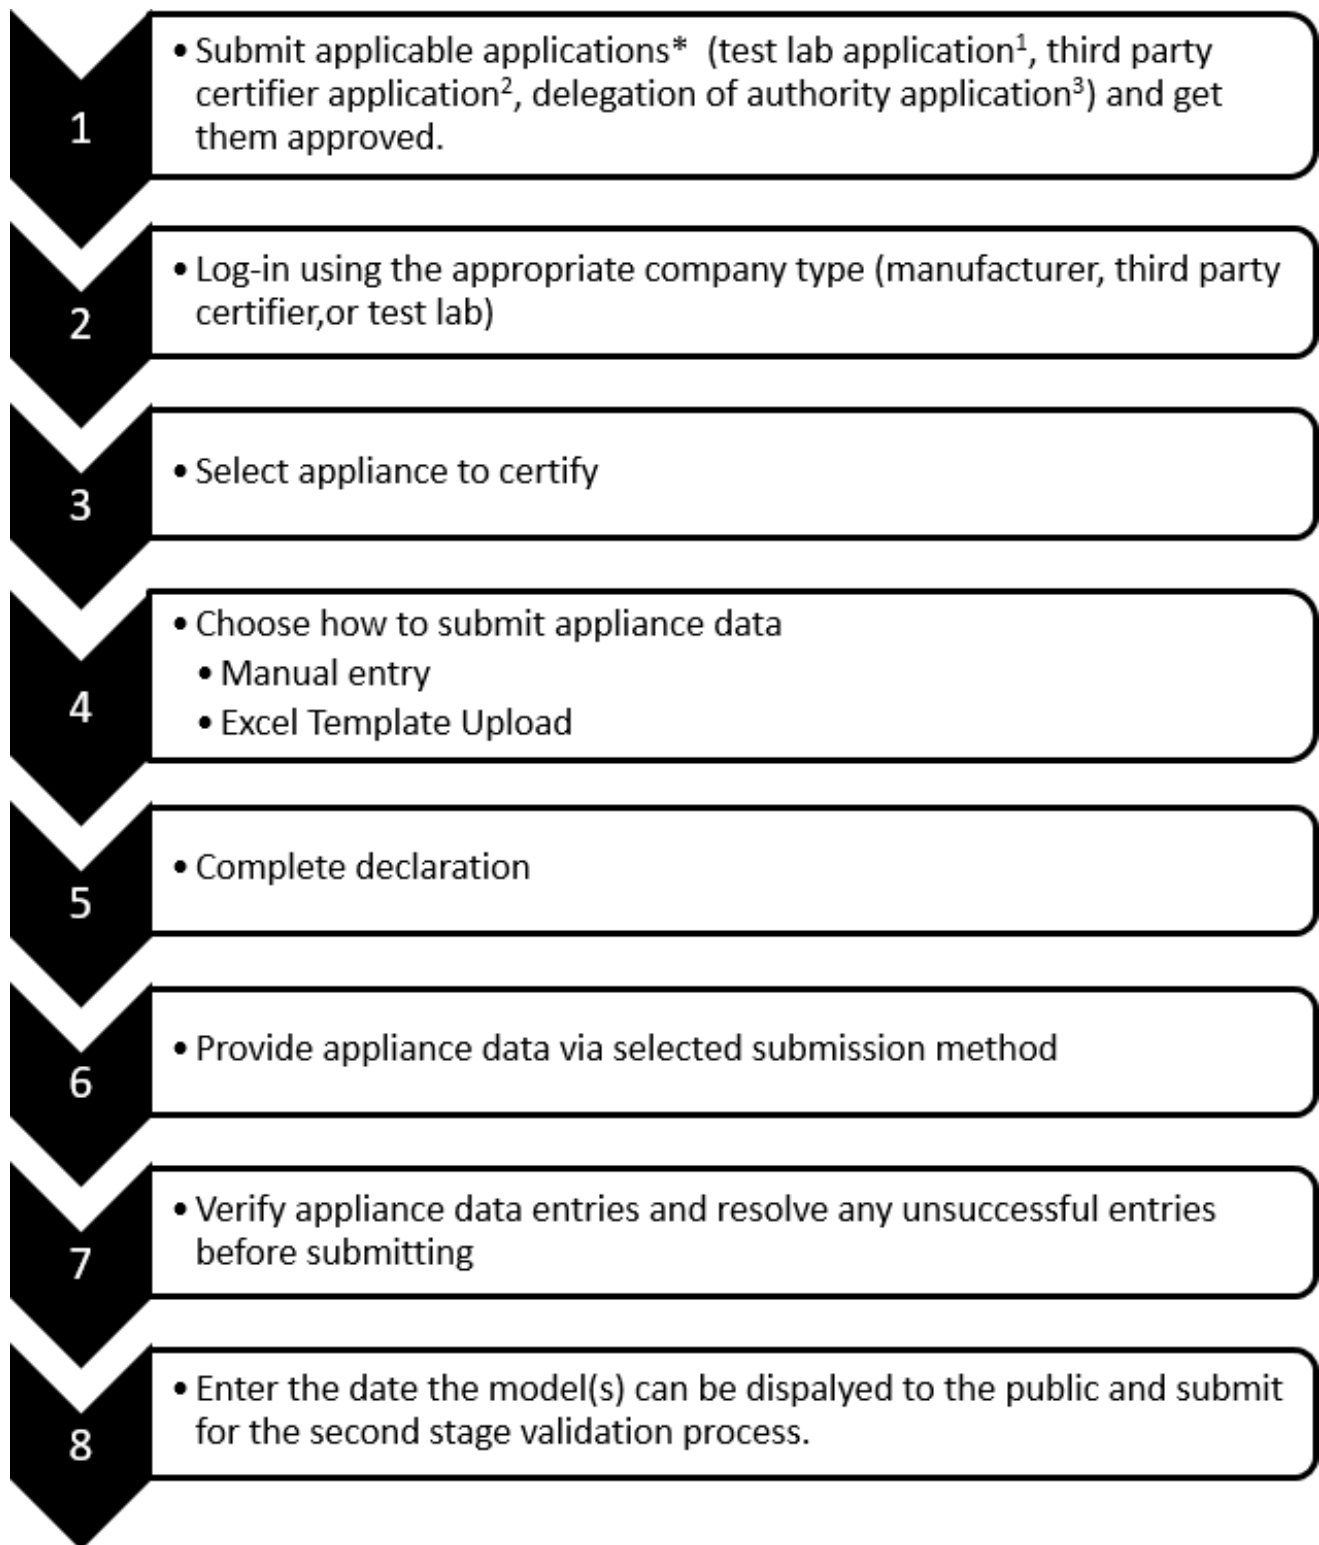 1
• Submit applicable applications* (test lab application¹, third party
certifier application², delegation of authority application³) and get
them approved.
2
• Log-in using the appropriate company type (manufacturer, third party
certifier,or test lab)
3
• Select appliance to certify
4
• Choose how to submit appliance data
• Manual entry
• Excel Template Upload
5
• Complete declaration
6
• Provide appliance data via selected submission method
7
• Verify appliance data entries and resolve any unsuccessful entries
before submitting
8
• Enter the date the model(s) can be dispalyed to the public and submit
for the second stage validation process.